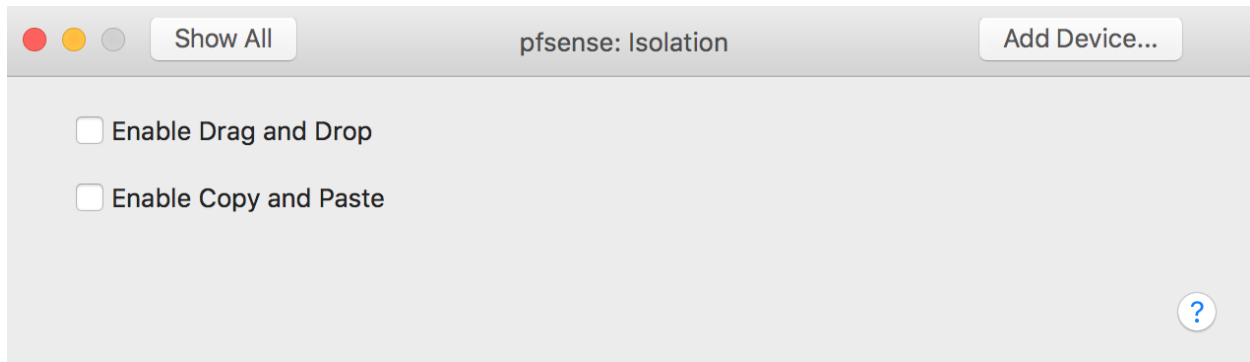 Show All pfsense: Isolation Add Device...
Enable Drag and Drop
Enable Copy and Paste
?